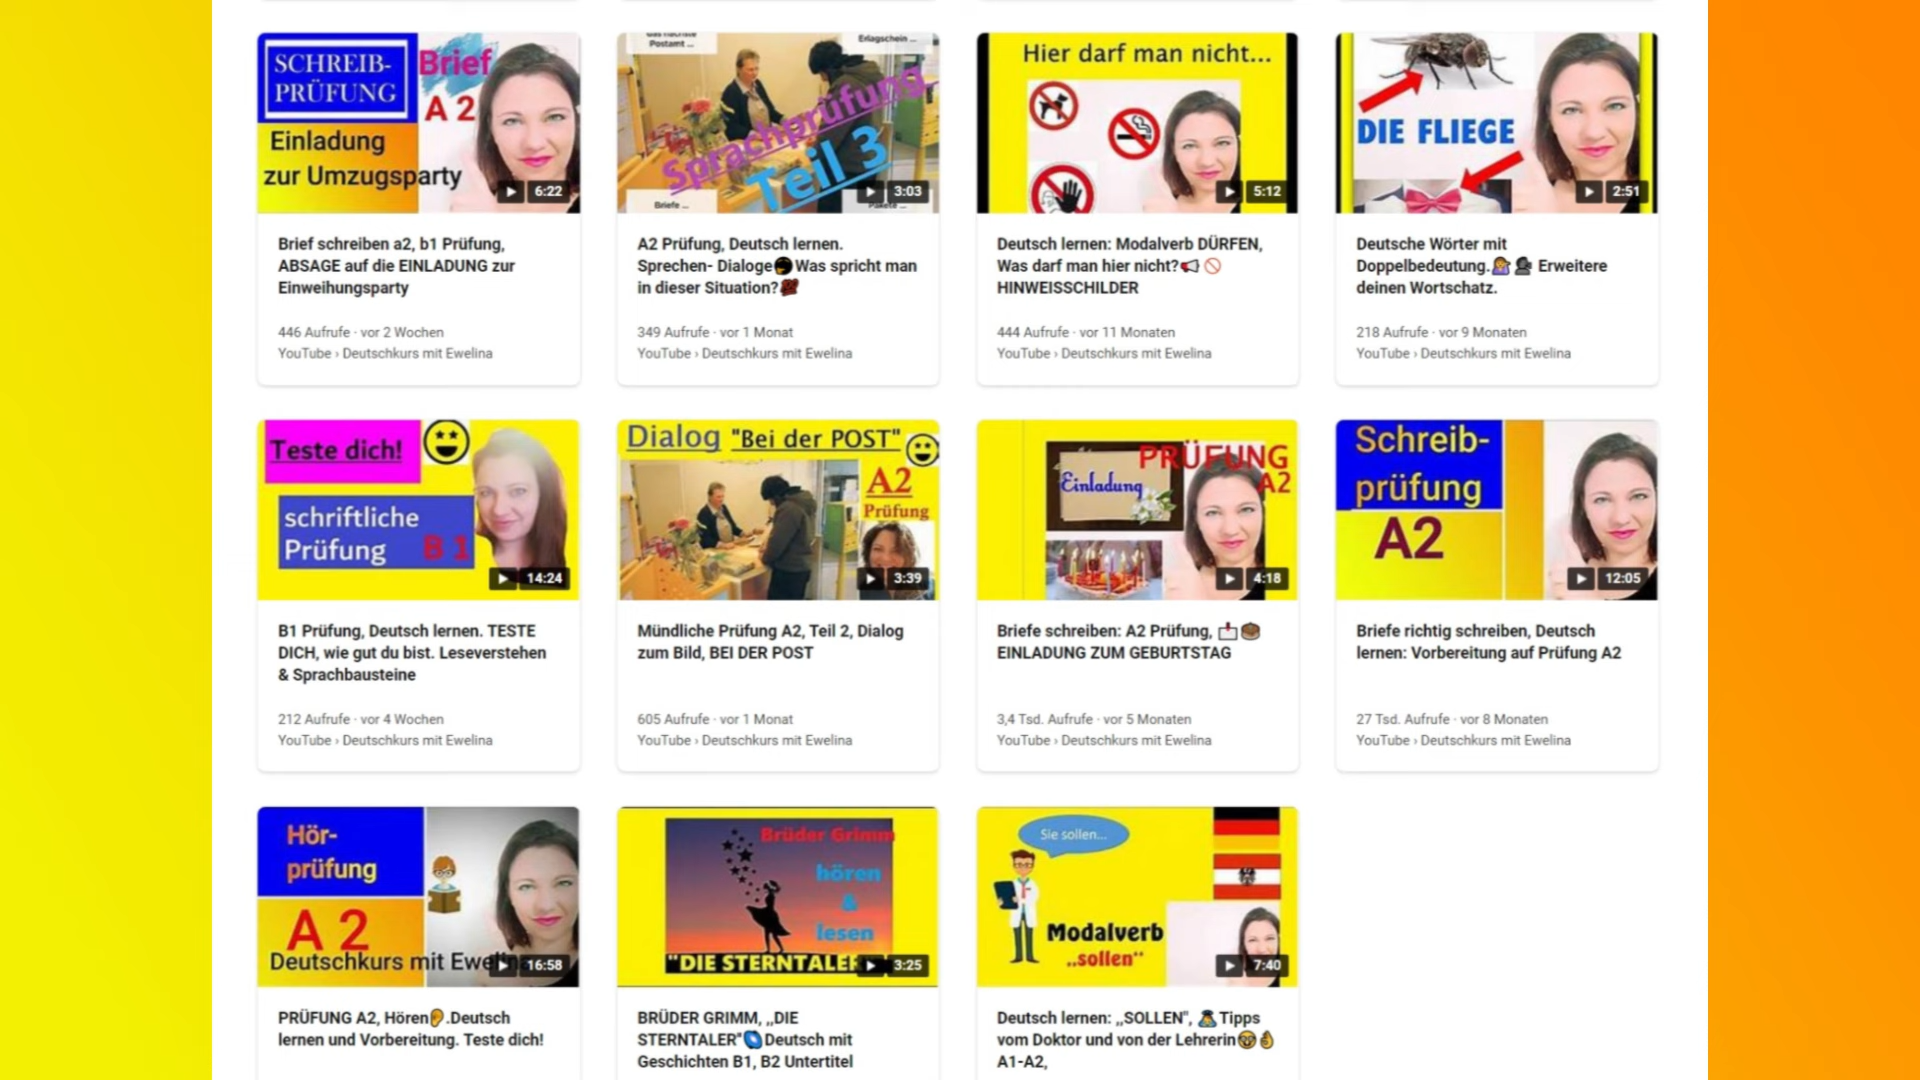 SCHREIB-
PRÜFUNG
Brief
A 2
Einladung
zur Umzugsparty
6:22
Brief schreiben a2, b1 Prüfung,
ABSAGE auf die EINLADUNG zur
Einweihungsparty
446 Aufrufe · vor 2 Wochen
YouTube › Deutschkurs mit Ewelina
Postamt ...
Erlagschein ...
Sprachprüfung
Teil 3
Briefe ...
Pakete ...
3:03
A2 Prüfung, Deutsch lernen.
Sprechen- Dialoge Was spricht man
in dieser Situation?
349 Aufrufe · vor 1 Monat
YouTube › Deutschkurs mit Ewelina
Hier darf man nicht...
5:12
Deutsch lernen: Modalverb DÜRFEN,
Was darf man hier nicht?
HINWEISSCHILDER
444 Aufrufe · vor 11 Monaten
YouTube › Deutschkurs mit Ewelina
DIE FLIEGE
2:51
Deutsche Wörter mit
Doppelbedeutung. Erweitere
deinen Wortschatz.
218 Aufrufe · vor 9 Monaten
YouTube › Deutschkurs mit Ewelina
Teste dich!
schriftliche
Prüfung B 1
14:24
B1 Prüfung, Deutsch lernen. TESTE
DICH, wie gut du bist. Leseverstehen
& Sprachbausteine
212 Aufrufe · vor 4 Wochen
YouTube › Deutschkurs mit Ewelina
Dialog "Bei der POST"
A2
Prüfung
3:39
Mündliche Prüfung A2, Teil 2, Dialog
zum Bild, BEI DER POST
605 Aufrufe · vor 1 Monat
YouTube › Deutschkurs mit Ewelina
PRÜFUNG
A2
Einladung
4:18
Briefe schreiben: A2 Prüfung,
EINLADUNG ZUM GEBURTSTAG
3,4 Tsd. Aufrufe · vor 5 Monaten
YouTube › Deutschkurs mit Ewelina
Schreib-
prüfung
A2
12:05
Briefe richtig schreiben, Deutsch
lernen: Vorbereitung auf Prüfung A2
27 Tsd. Aufrufe · vor 8 Monaten
YouTube › Deutschkurs mit Ewelina
Hör-
prüfung
A 2
Deutschkurs mit Ewelina
16:58
PRÜFUNG A2, Hören .Deutsch
lernen und Vorbereitung. Teste dich!
Brüder Grimm
hören
&
lesen
"DIE STERNTALER
3:25
BRÜDER GRIMM, ,,DIE
STERNTALER" Deutsch mit
Geschichten B1, B2 Untertitel
Sie sollen...
Modalverb
„sollen“
7:40
Deutsch lernen: ,,SOLLEN", Tipps
vom Doktor und von der Lehrerin
A1-A2,